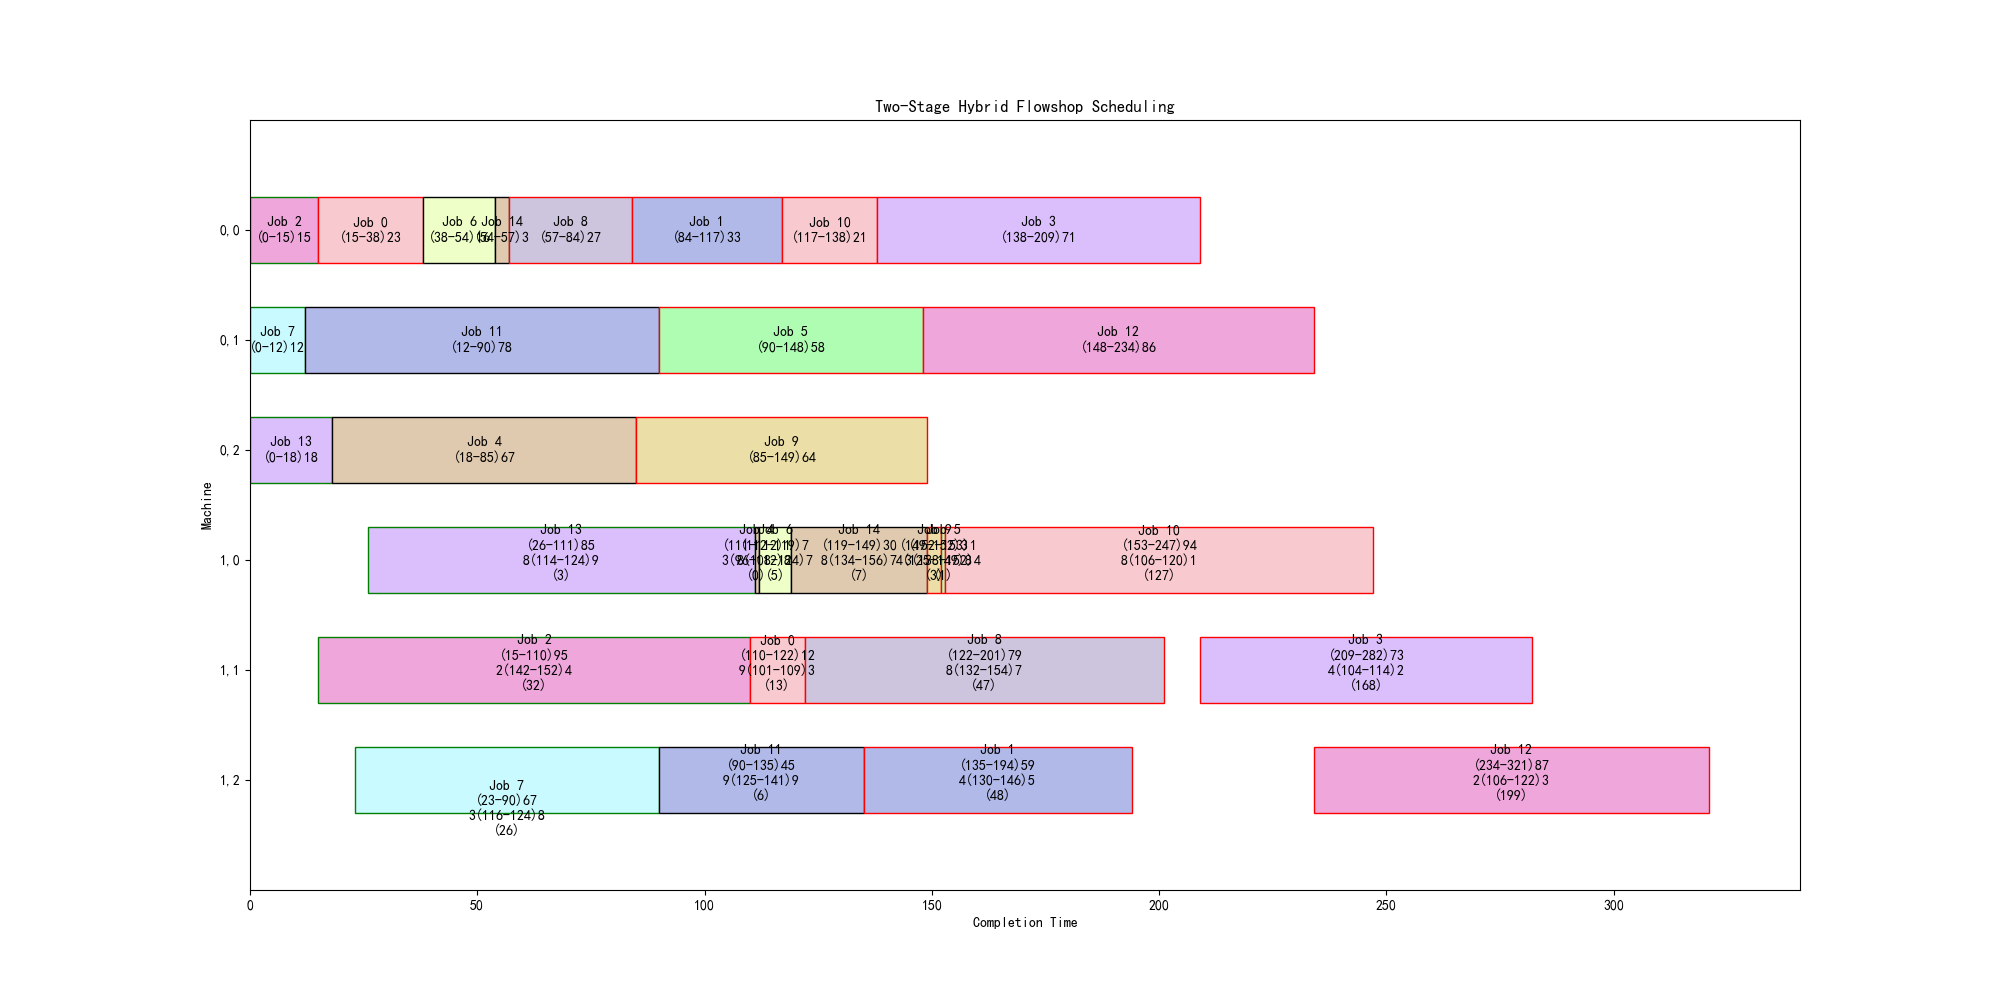 Two-Stage Hybrid Flowshop Scheduling
Job 2
(0-15)15
Job 0
(15-38)23
Job 6
(38-54)16
Job 14
(54-57)3
Job 8
(57-84)27
Job 1
(84-117)33
Job 10
(117-138)21
Job 3
(138-209)71
0,0
Job 7
(0-12)12
Job 11
(12-90)78
Job 5
(90-148)58
Job 12
(148-234)86
0,1
Job 13
(0-18)18
Job 4
(18-85)67
Job 9
(85-149)64
0,2
Job 13
(26-111)85
8(114-124)9
(3)
Job 4
(0)
Job 6
(5)
Job 14
(119-149)30
8(134-156)74
(7)
Job 9
(3)
Job 10
(153-247)94
8(106-120)1
(127)
1,0
Job 2
(15-110)95
2(142-152)4
(32)
Job 0
(110-122)12
9(101-109)3
(13)
Job 8
(122-201)79
8(132-154)7
(47)
Job 3
(209-282)73
4(104-114)2
(168)
1,1
Job 7
(23-90)67
3(116-124)8
(26)
Job 11
(90-135)45
9(125-141)9
(6)
Job 1
(135-194)59
4(130-146)5
(48)
Job 12
(234-321)87
2(106-122)3
(199)
1,2
Machine
0 50 100 150 200 250 300
Completion Time